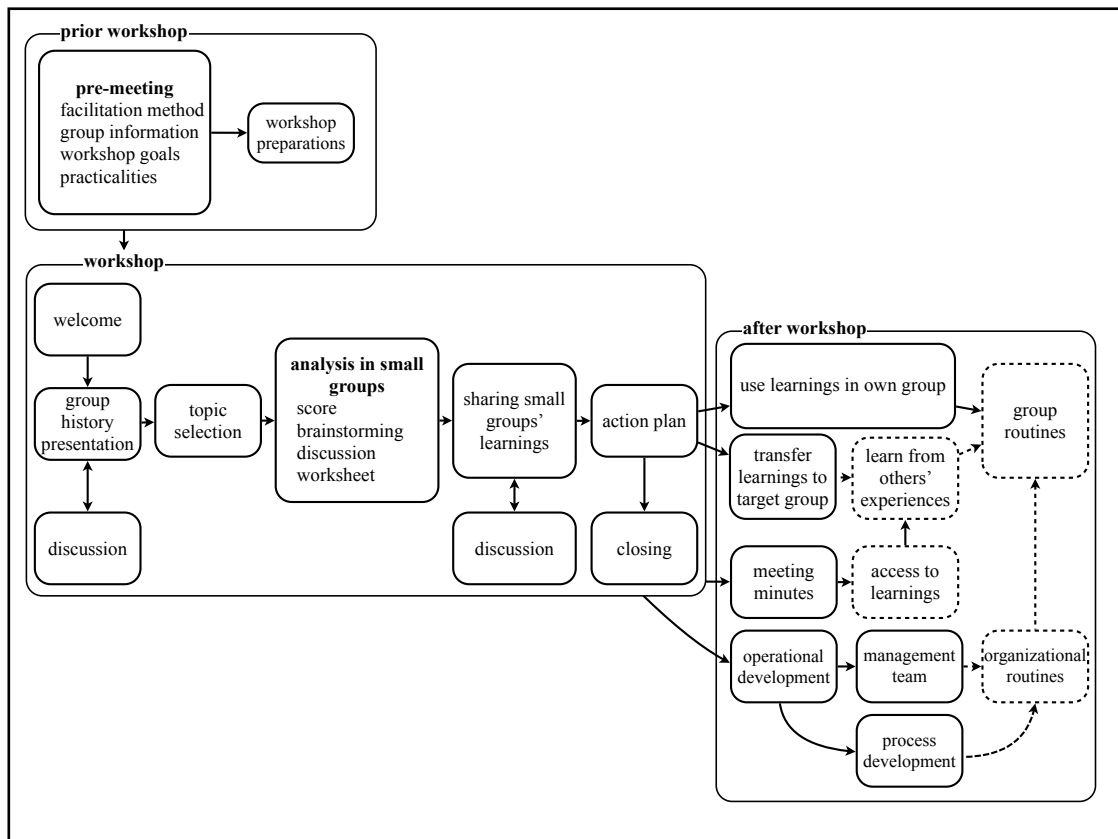 prior workshop
pre-meeting
facilitation method
group information
workshop goals
practicalities
workshop
preparations
workshop
welcome
group
history
presentation
discussion
topic
selection
analysis in small
groups
score
brainstorming
discussion
worksheet
sharing small
groups’
learnings
discussion
action plan
closing
after workshop
use learnings in own group
group
routines
transfer
learnings to
target group
learn from
others’
experiences
meeting
minutes
access to
learnings
operational
development
management
team
organizational
routines
process
development